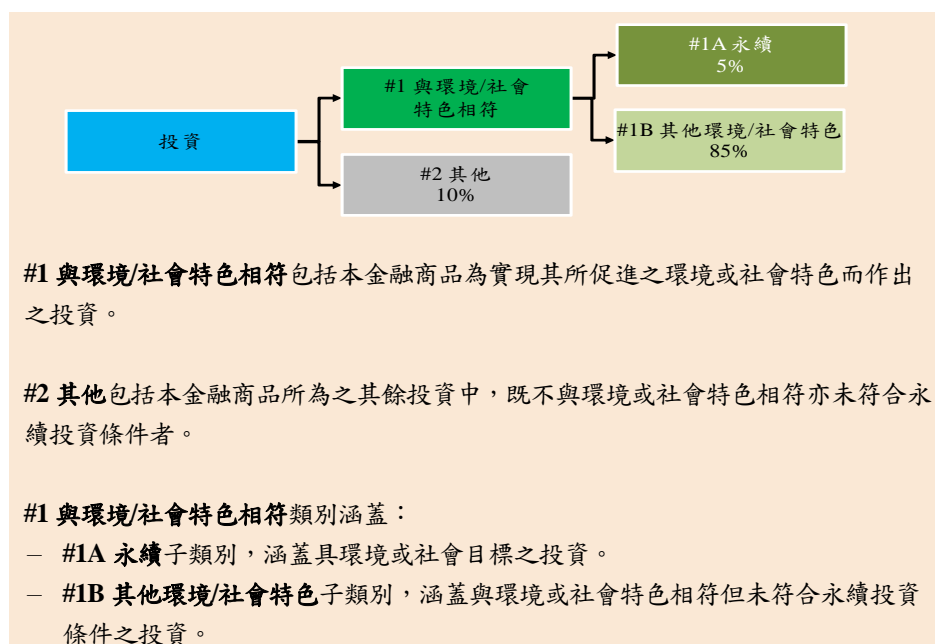 #1A 永續
5%
#1 與環境/社會
特色相符
投資
#1B 其他環境/社會特色
85%
#2 其他
10%
#1 與環境/社會特色相符包括本金融商品為實現其所促進之環境或社會特色而作出
之投資。
#2 其他包括本金融商品所為之其餘投資中，既不與環境或社會特色相符亦未符合永
續投資條件者。
#1 與環境/社會特色相符類別涵蓋：
– #1A 永續子類別，涵蓋具環境或社會目標之投資。
– #1B 其他環境/社會特色子類別，涵蓋與環境或社會特色相符但未符合永續投資
條件之投資。